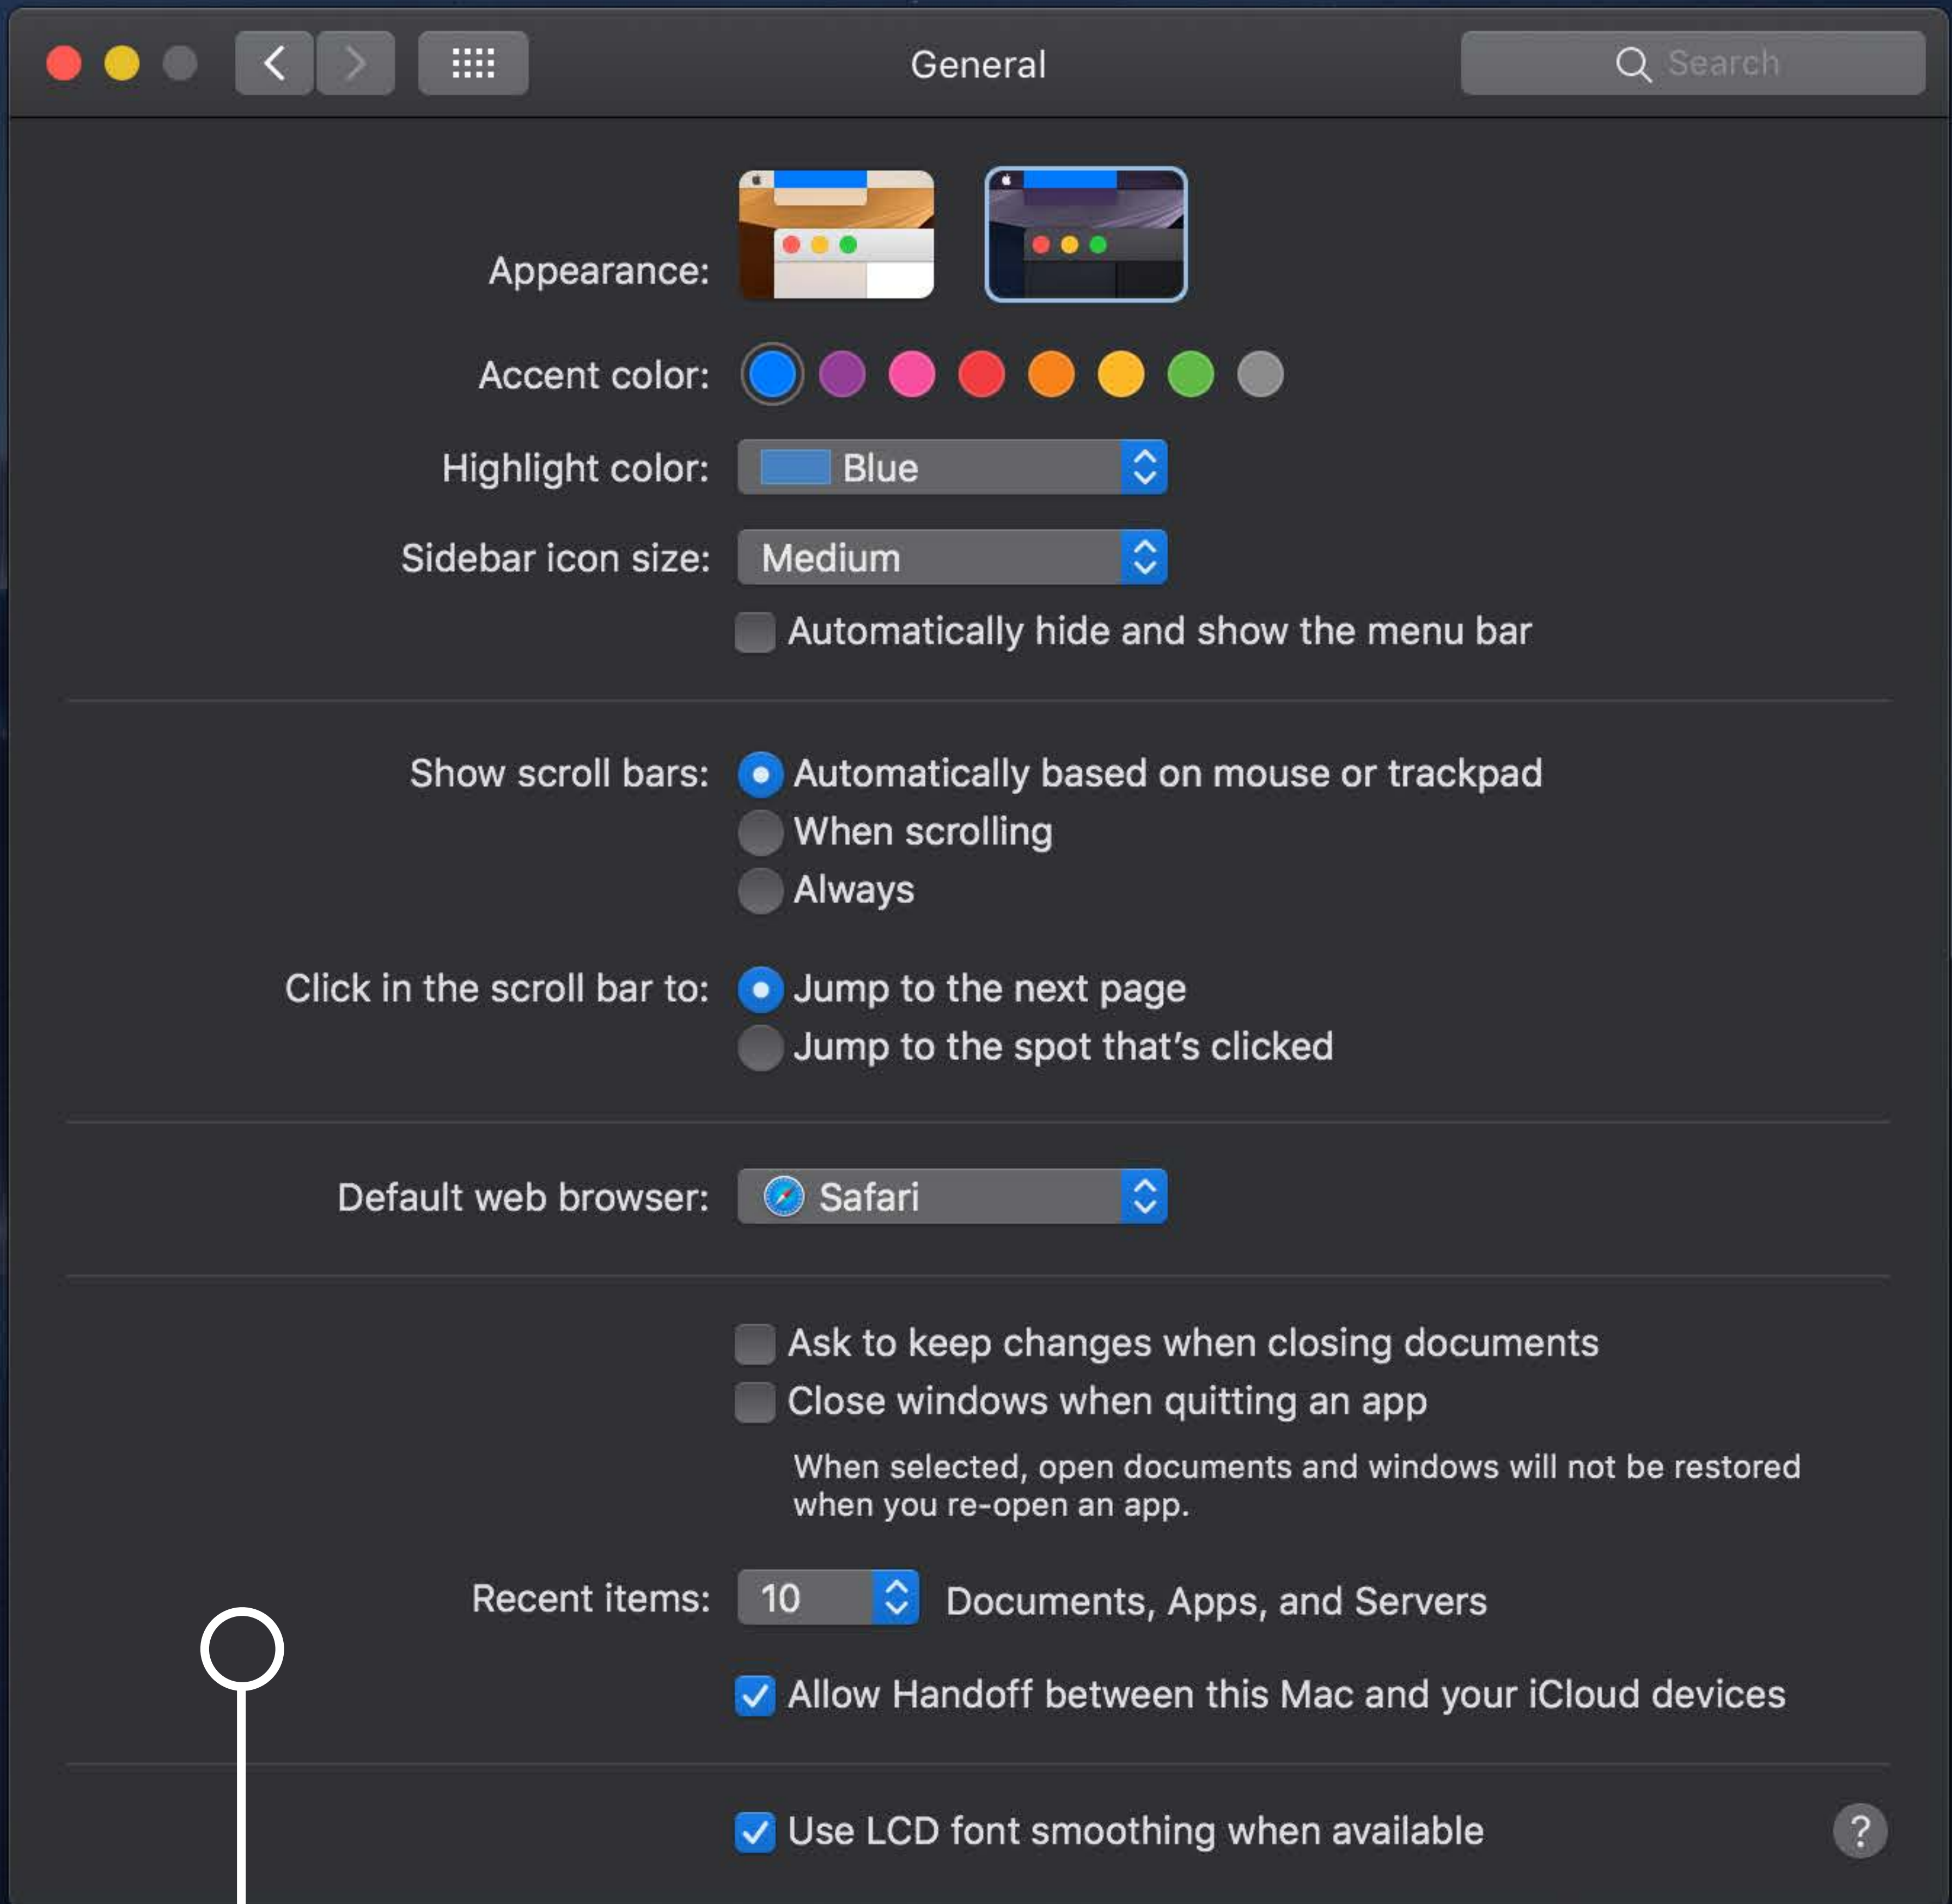 General
Search
Appearance:
Accent color:
Highlight color: Blue
Sidebar icon size: Medium
Automatically hide and show the menu bar
Show scroll bars: Automatically based on mouse or trackpad
When scrolling
Always
Click in the scroll bar to: Jump to the next page
Jump to the spot that's clicked
Default web browser: Safari
Ask to keep changes when closing documents
Close windows when quitting an app
When selected, open documents and windows will not be restored
when you re-open an app.
Recent items: 10 Documents, Apps, and Servers
Allow Handoff between this Mac and your iCloud devices
Use LCD font smoothing when available
?